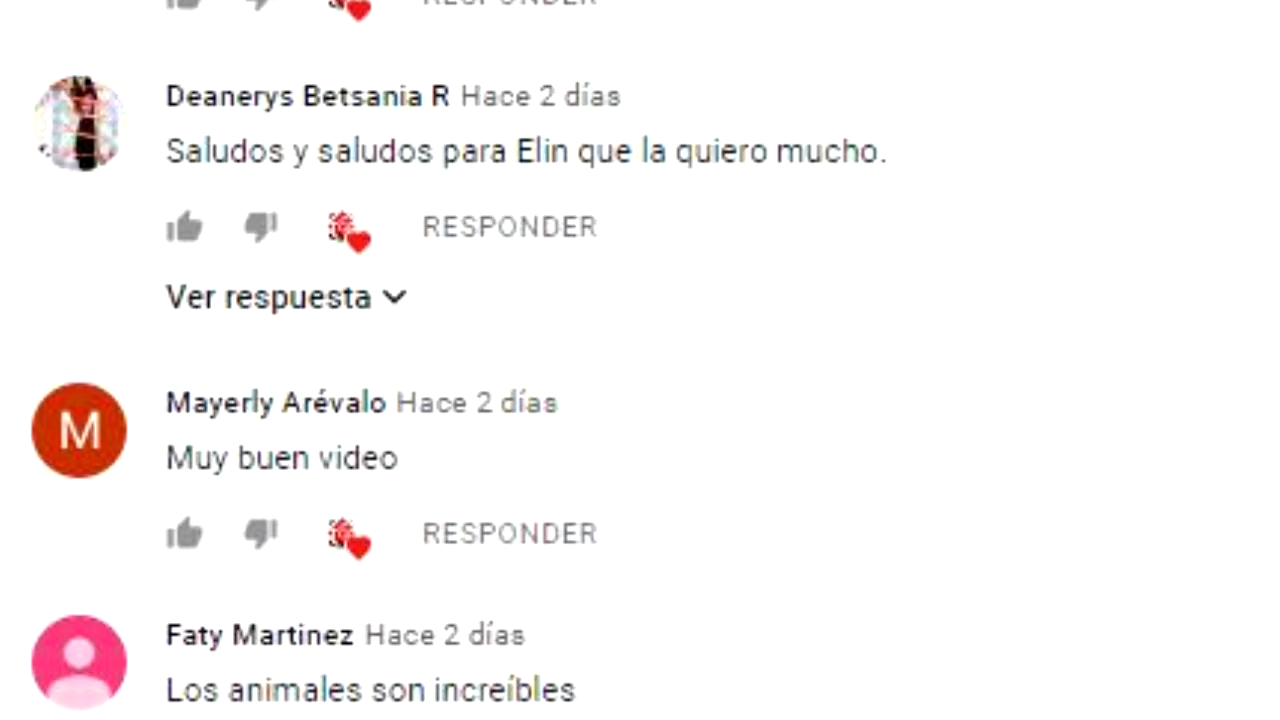 RESPONDER
Deanerys Betsania R Hace 2 días
Saludos y saludos para Elin que la quiero mucho.
RESPONDER
Ver respuesta
M
Mayerly Arévalo Hace 2 días
Muy buen video
RESPONDER
Faty Martinez Hace 2 días
Los animales son increíbles